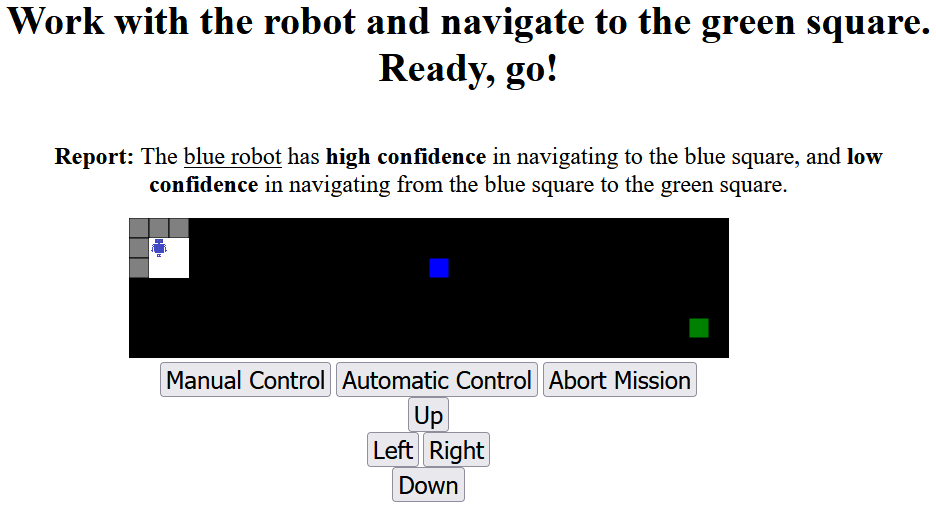 Work with the robot and navigate to the green square.
Ready, go!
Report: The blue robot has high confidence in navigating to the blue square, and low
confidence in navigating from the blue square to the green square.
Manual Control Automatic Control Abort Mission
Up
Left Right
Down